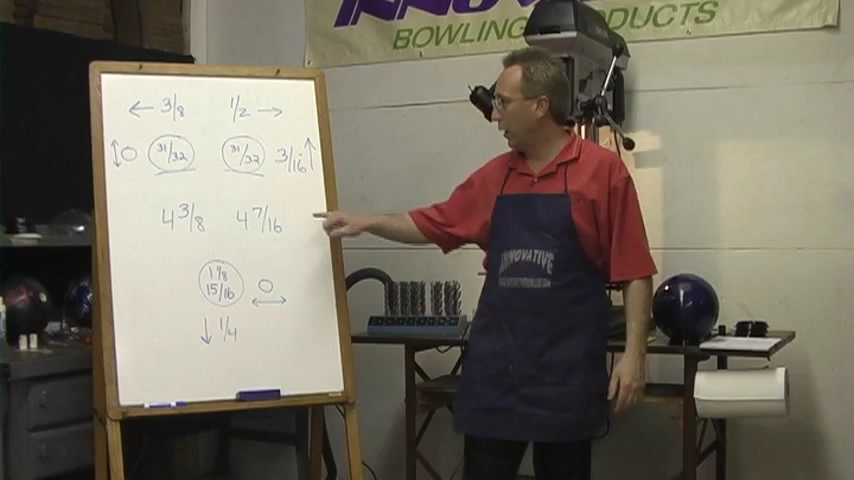 BOWLING PRODUCTS
← 3/8 1/2 →
↕ 0 31/32 31/32 3/16 ↑
4 3/8 4 7/16
1 1/8
15/16 0
↔
↓ 1/4
INNOVATIVE